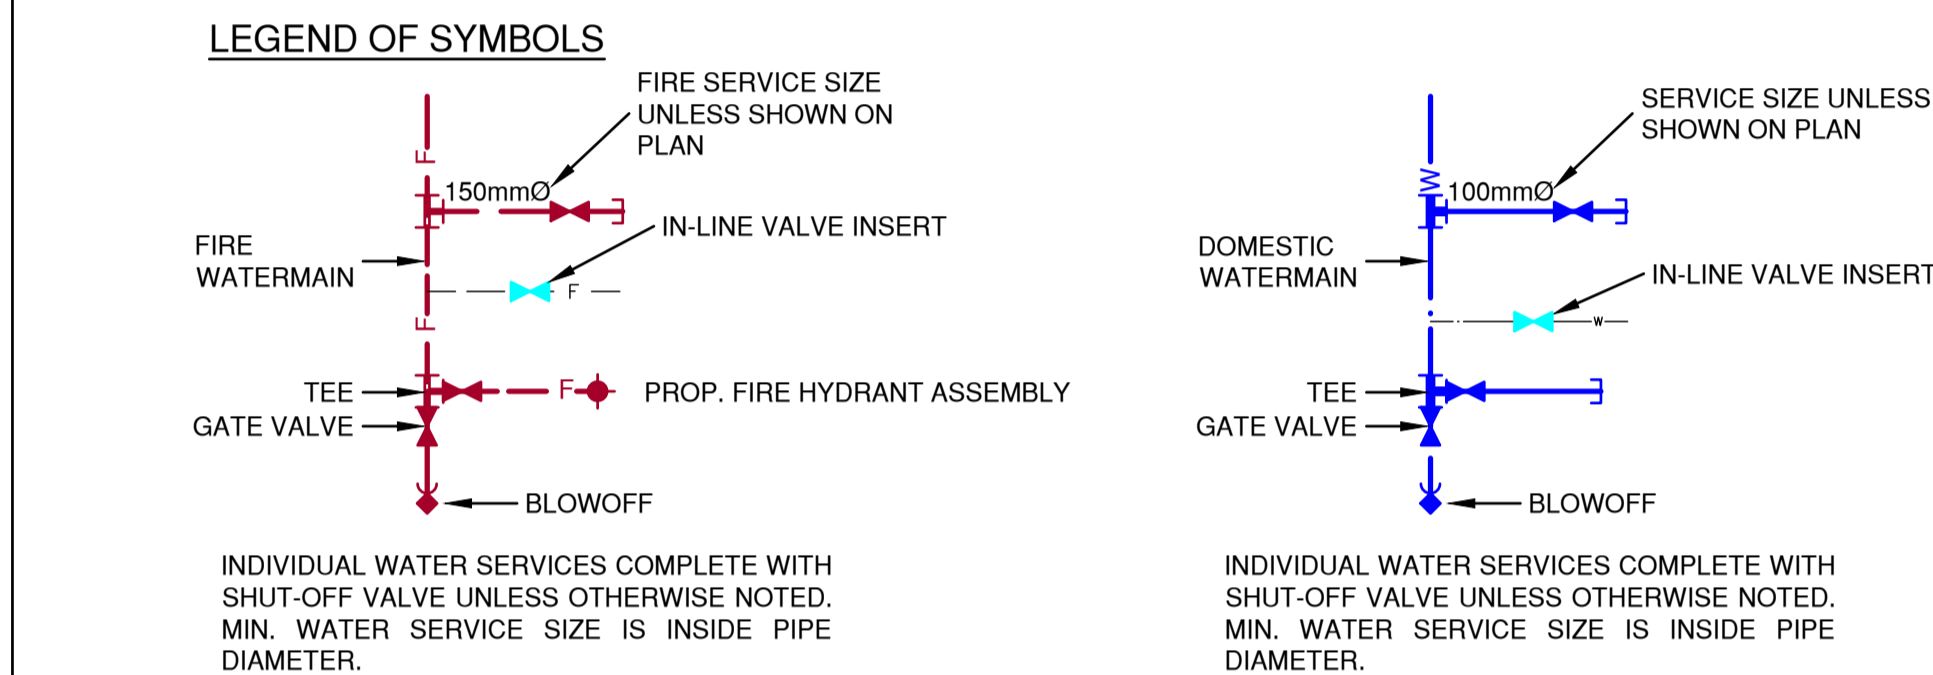 LEGEND OF SYMBOLS
FIRE SERVICE SIZE
UNLESS SHOWN ON
PLAN
F
150mmØ
IN-LINE VALVE INSERT
FIRE
WATERMAIN
F
F
TEE
F
PROP. FIRE HYDRANT ASSEMBLY
GATE VALVE
BLOWOFF
INDIVIDUAL WATER SERVICES COMPLETE WITH
SHUT-OFF VALVE UNLESS OTHERWISE NOTED.
MIN. WATER SERVICE SIZE IS INSIDE PIPE
DIAMETER.
SERVICE SIZE UNLESS
SHOWN ON PLAN
W
100mmØ
DOMESTIC
WATERMAIN
IN-LINE VALVE INSERT
W
TEE
GATE VALVE
BLOWOFF
INDIVIDUAL WATER SERVICES COMPLETE WITH
SHUT-OFF VALVE UNLESS OTHERWISE NOTED.
MIN. WATER SERVICE SIZE IS INSIDE PIPE
DIAMETER.